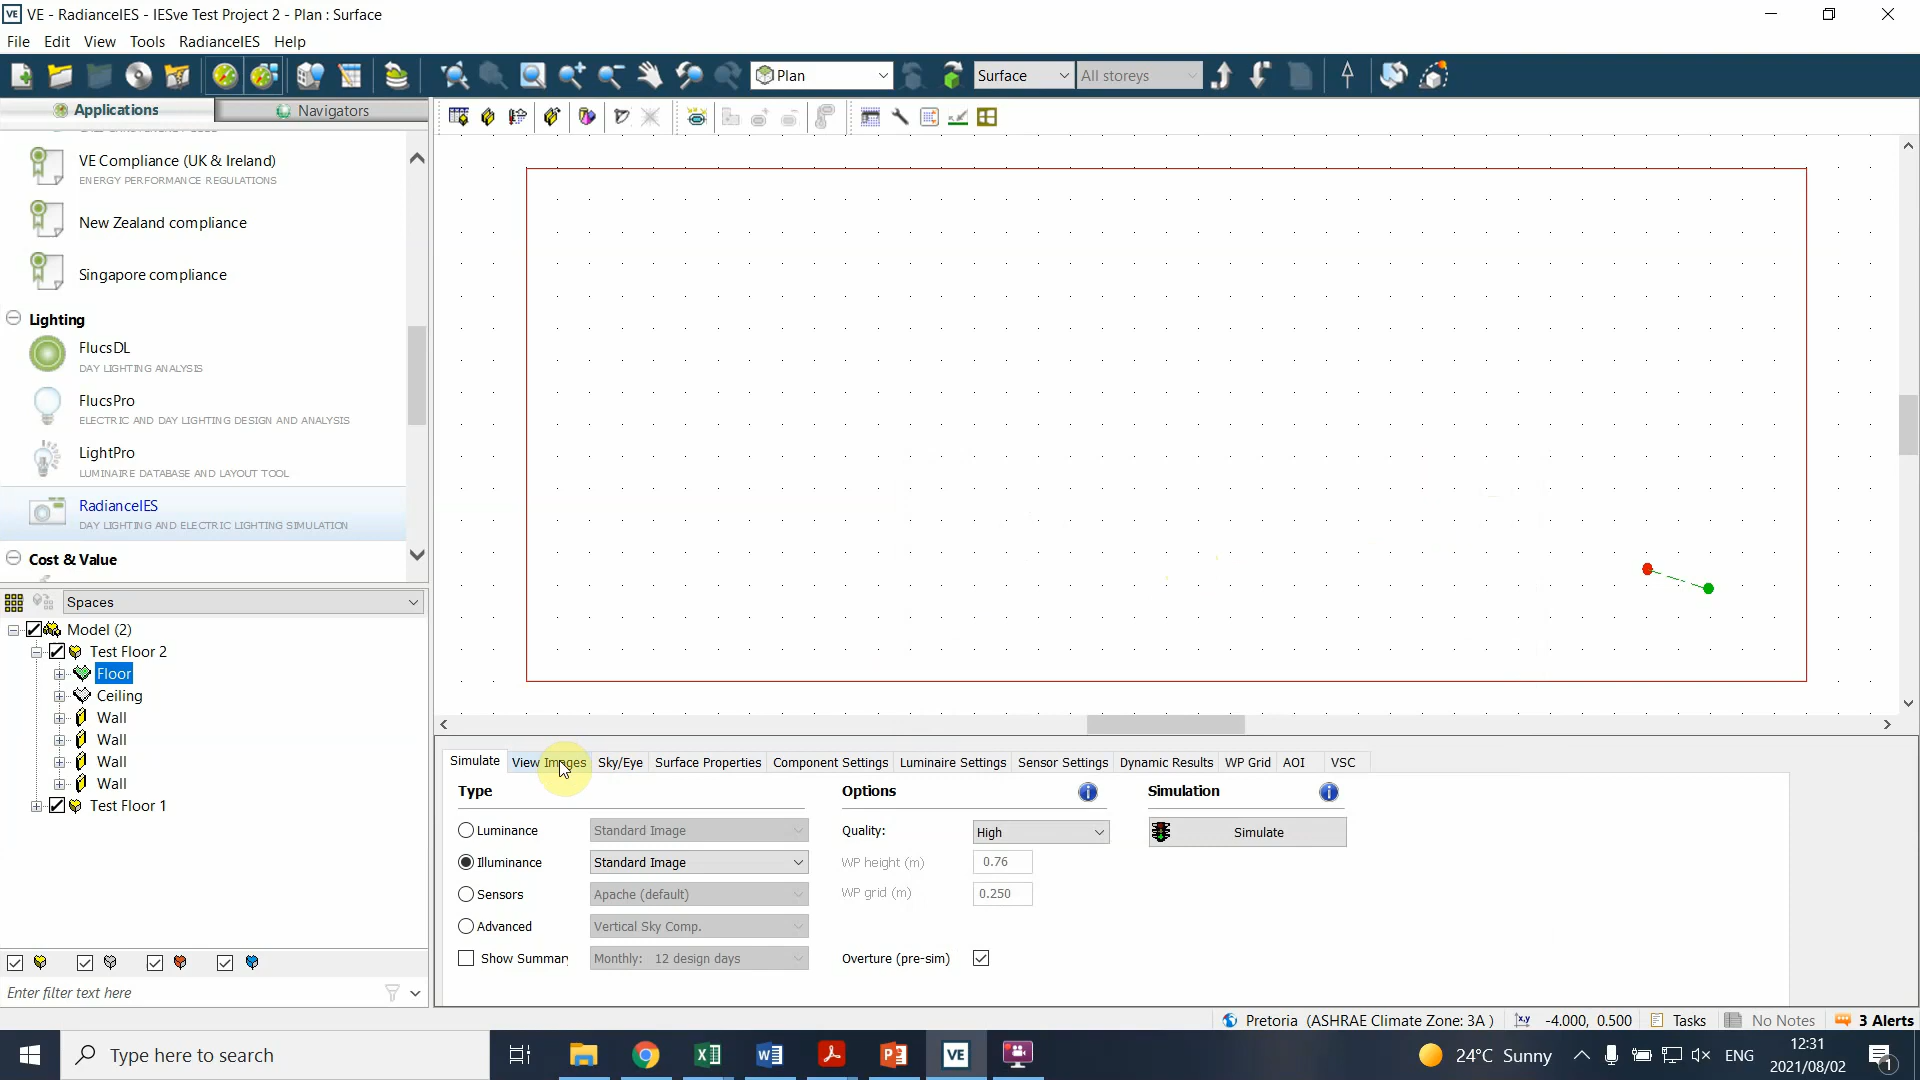 VE - RadianceIES - IESve Test Project 2 - Plan : Surface
File Edit View Tools RadianceIES Help
Plan Surface All storeys
Applications Navigators
VE Compliance (UK & Ireland)
ENERGY PERFORMANCE REGULATIONS
New Zealand compliance
Singapore compliance
Lighting
FlucsDL
DAY LIGHTING ANALYSIS
FlucsPro
ELECTRIC AND DAY LIGHTING DESIGN AND ANALYSIS
LightPro
LUMINAIRE DATABASE AND LAYOUT TOOL
RadianceIES
DAY LIGHTING AND ELECTRIC LIGHTING SIMULATION
Cost & Value
Spaces
Model (2)
Test Floor 2
Floor
Ceiling
Wall
Wall
Wall
Wall
Test Floor 1
Enter filter text here
Simulate View Images Sky/Eye Surface Properties Component Settings Luminaire Settings Sensor Settings Dynamic Results WP Grid AOI VSC
Type Options Simulation
Luminance Standard Image Quality: High Simulate
Illuminance Standard Image WP height (m) 0.76
Sensors Apache (default) WP grid (m) 0.250
Advanced Vertical Sky Comp.
Show Summar Monthly: 12 design days Overture (pre-sim)
Pretoria (ASHRAE Climate Zone: 3A ) -4.000, 0.500 Tasks No Notes 3 Alerts
Type here to search
24°C Sunny ENG
12:31
2021/08/02
1